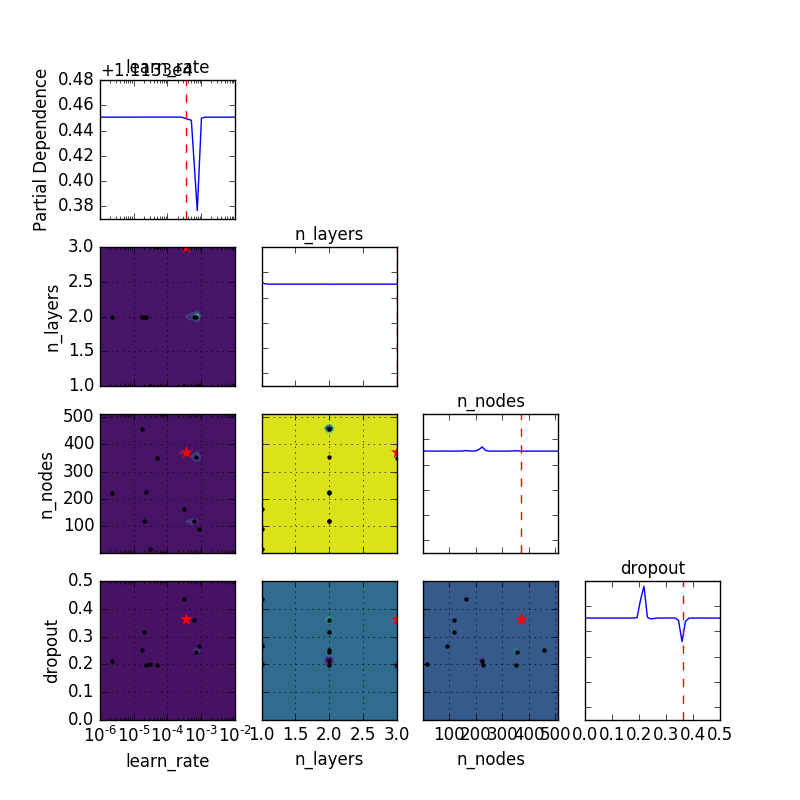 learn_rate
+1.1133e4
0.48
0.46
0.44
0.42
0.40
0.38
Partial Dependence
n_layers
3.0
2.5
2.0
1.5
1.0
n_layers
n_nodes
500
400
300
200
100
n_nodes
dropout
0.5
0.4
0.3
0.2
0.1
0.0
dropout
10^-6 10^-5 10^-4 10^-3 10^-2
1.0 1.5 2.0 2.5 3.0
100 200 300 400 500
0.0 0.1 0.2 0.3 0.4 0.5
learn_rate
n_layers
n_nodes